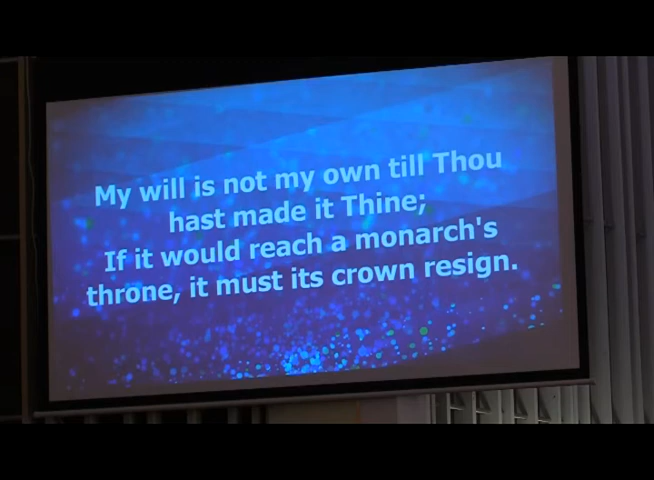 My will is not my own till Thou
hast made it Thine;
If it would reach a monarch's
throne, it must its crown resign.